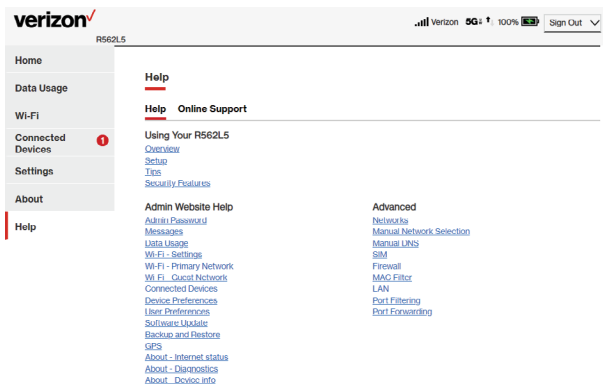 verizon
Verizon 5G 100% Sign Out
R562L5
Home
Data Usage
Wi-Fi
Connected Devices 1
Settings
About
Help
Help
Help Online Support
Using Your R562L5
Overview
Setup
Tips
Security Features
Admin Website Help
Admin Password
Messages
Data Usage
Wi-Fi - Settings
Wi-Fi - Primary Network
Wi-Fi - Guest Network
Connected Devices
Device Preferences
User Preferences
Software Update
Backup and Restore
GPS
About - Internet status
About - Diagnostics
About - Device info
Advanced
Networks
Manual Network Selection
Manual DNS
SIM
Firewall
MAC Filter
LAN
Port Filtering
Port Forwarding